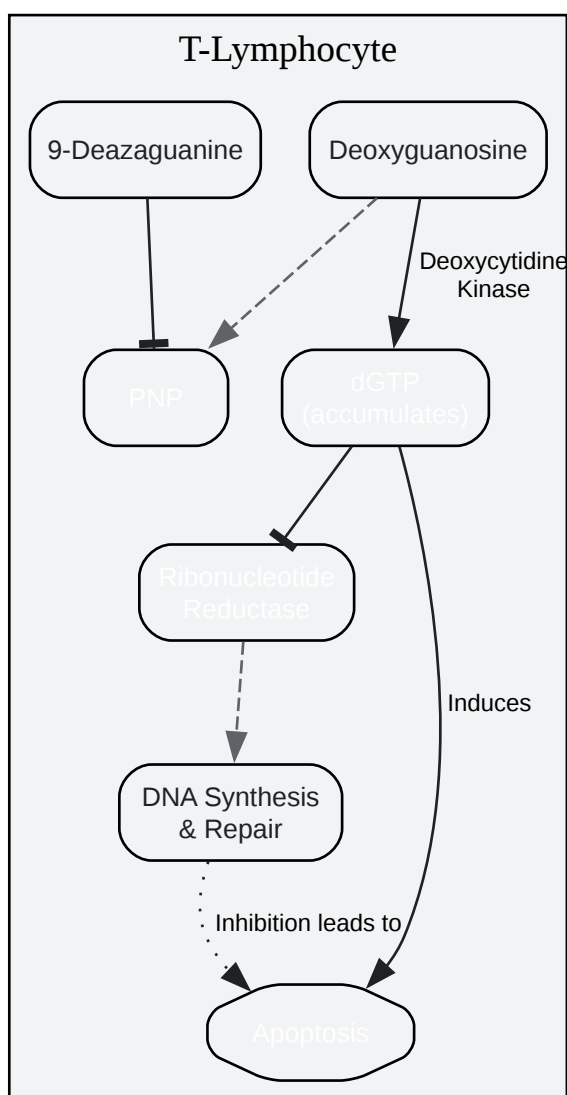 T-Lymphocyte
9-Deazaguanine
Deoxyguanosine
Deoxycytidine
Kinase
PNP
dGTP
(accumulates)
Ribonucleotide
Reductase
Induces
DNA Synthesis
& Repair
Inhibition leads to
Apoptosis